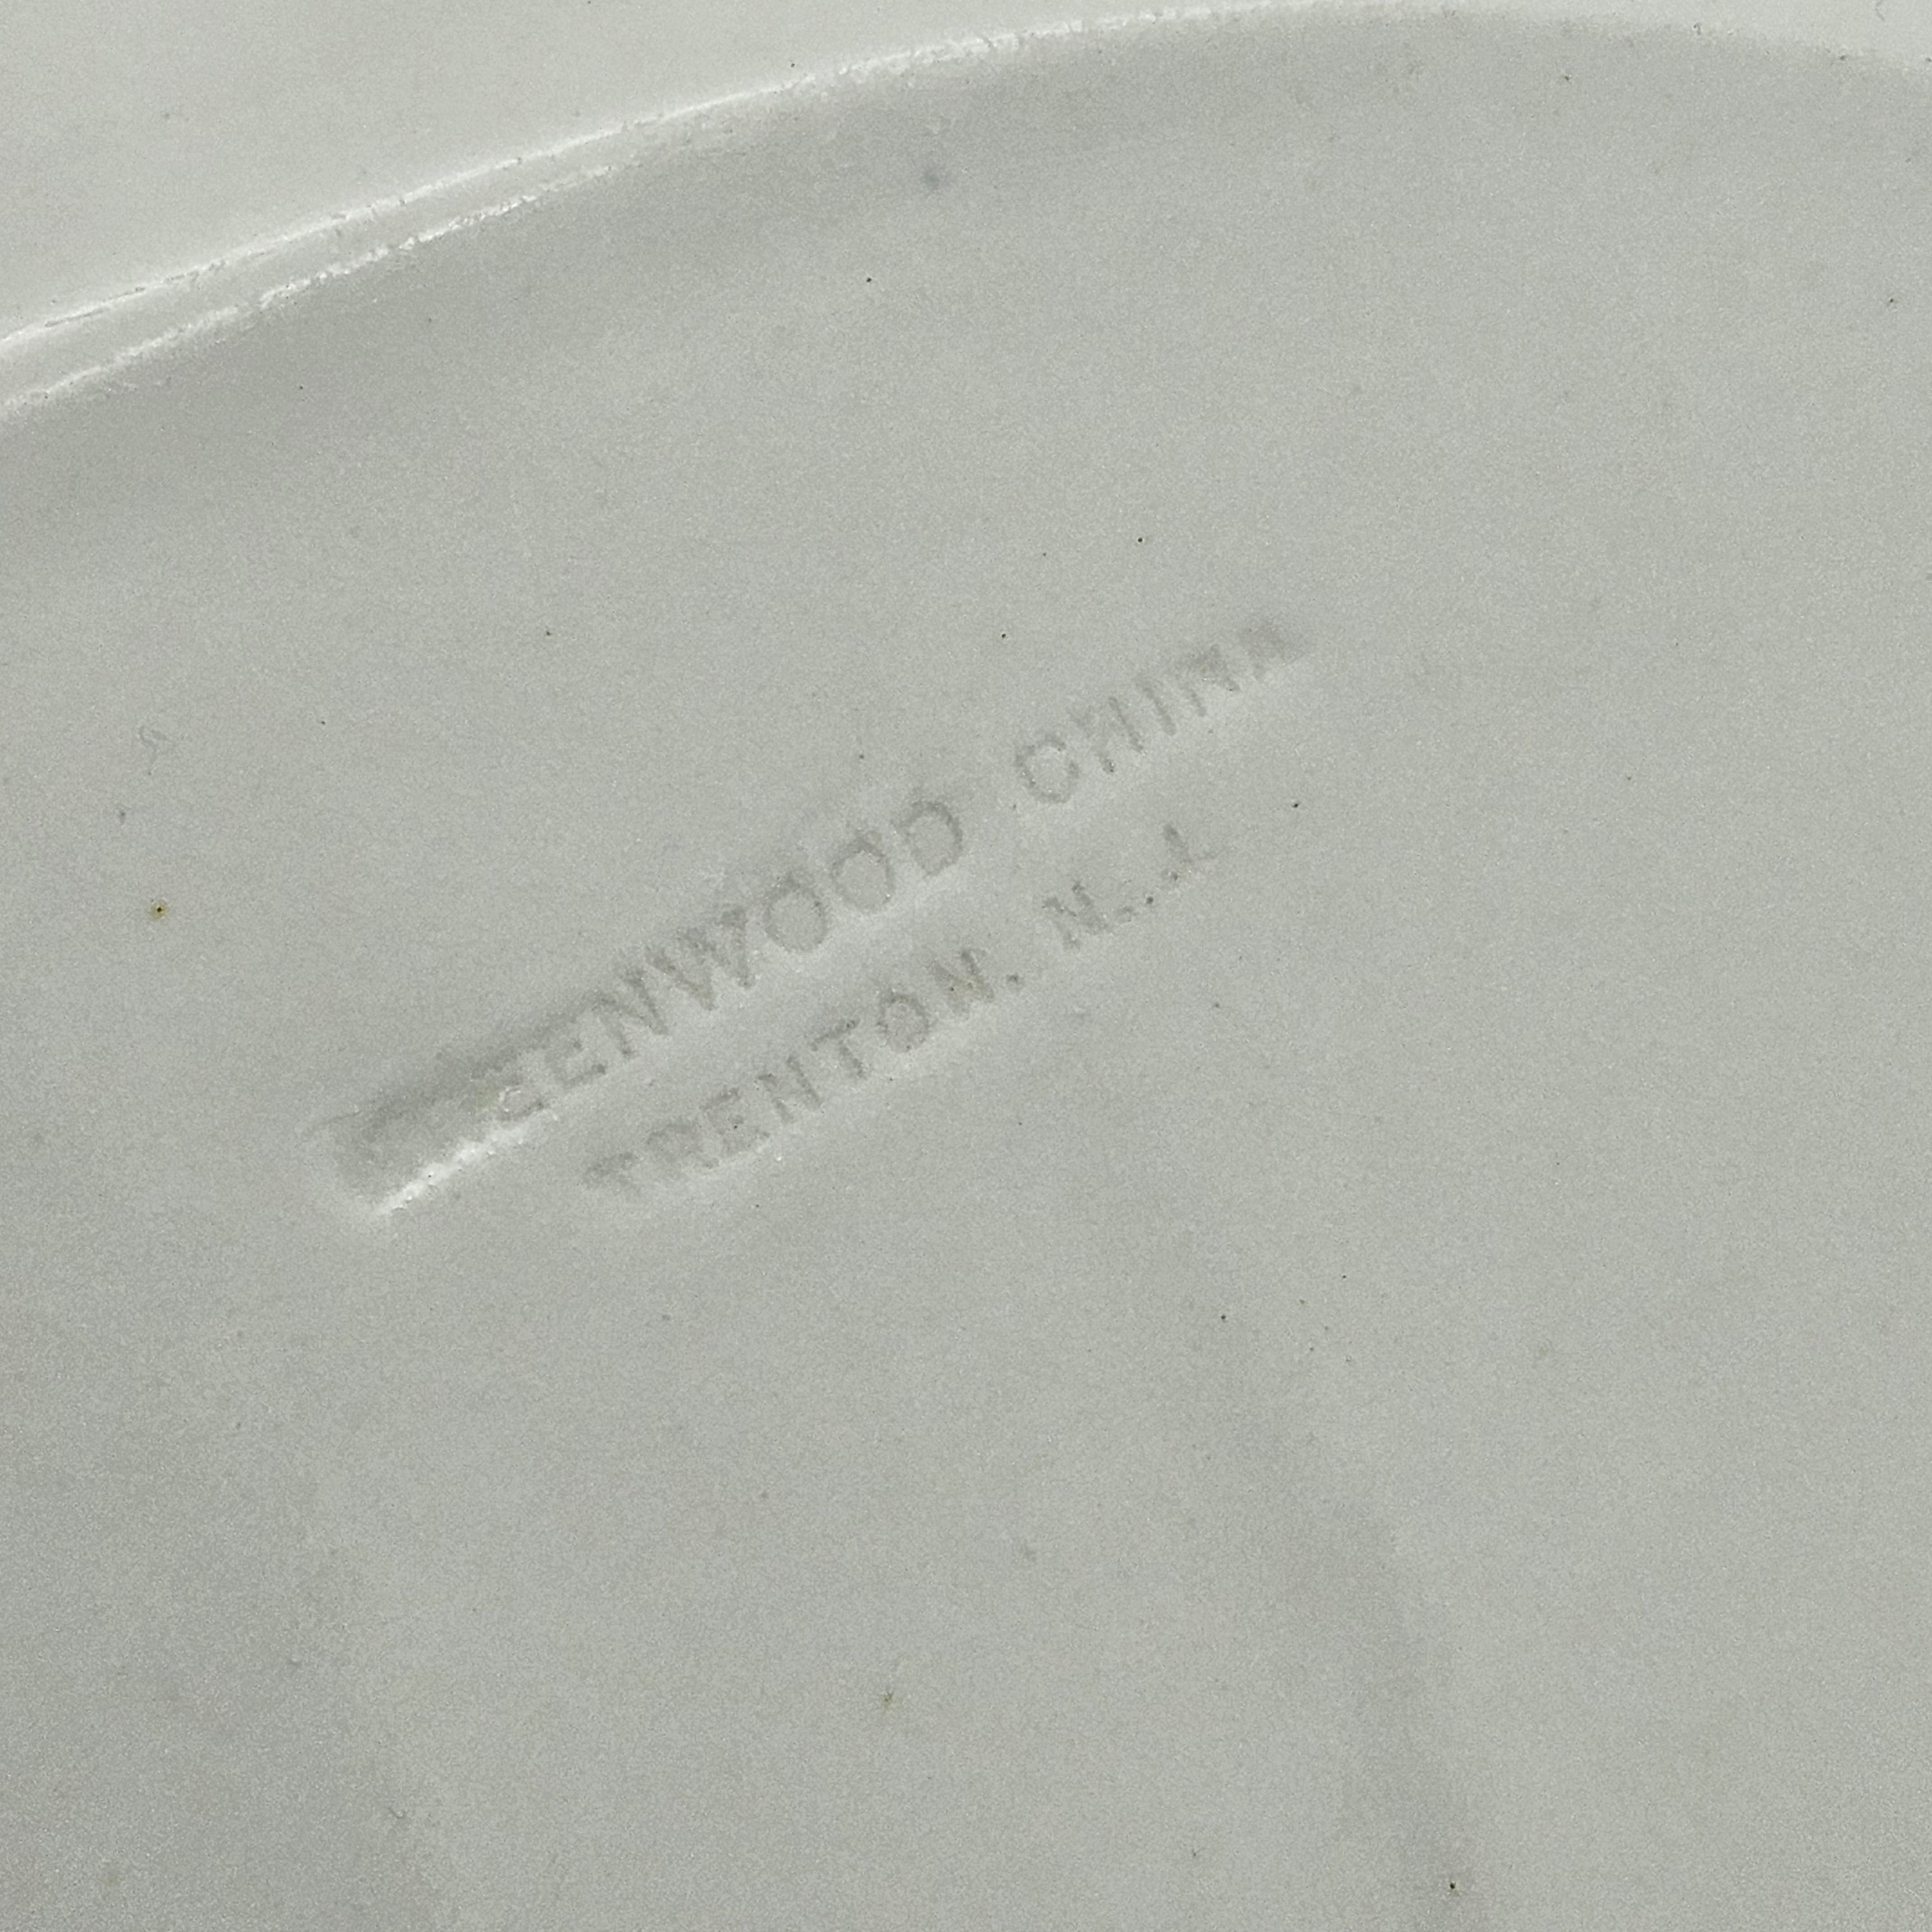 EENWOOD CHINA
TRENTON. N. J.